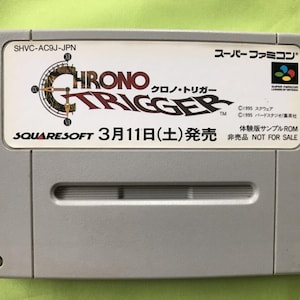 SHVC-AC9J-JPN
スーパーファミコン
CHRONO
クロノ・トリガー
TRIGGER™
©1995 スクウェア
©1995 バードスタジオ/集英社
SQUARESOFT 3月11日(土)発売
体験版サンプルROM
非売品 NOT FOR SALE